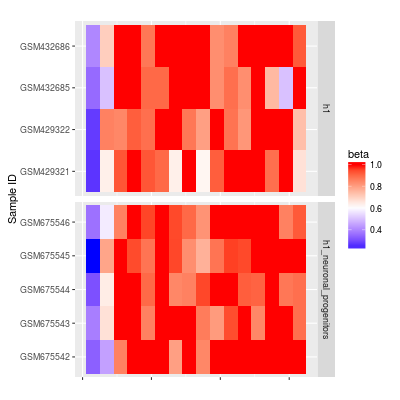 GSM432686
GSM432685
GSM429322
GSM429321
h1
GSM675546
GSM675545
GSM675544
GSM675543
GSM675542
h1_neuronal_progenitors
Sample ID
beta
1.0
0.8
0.6
0.4